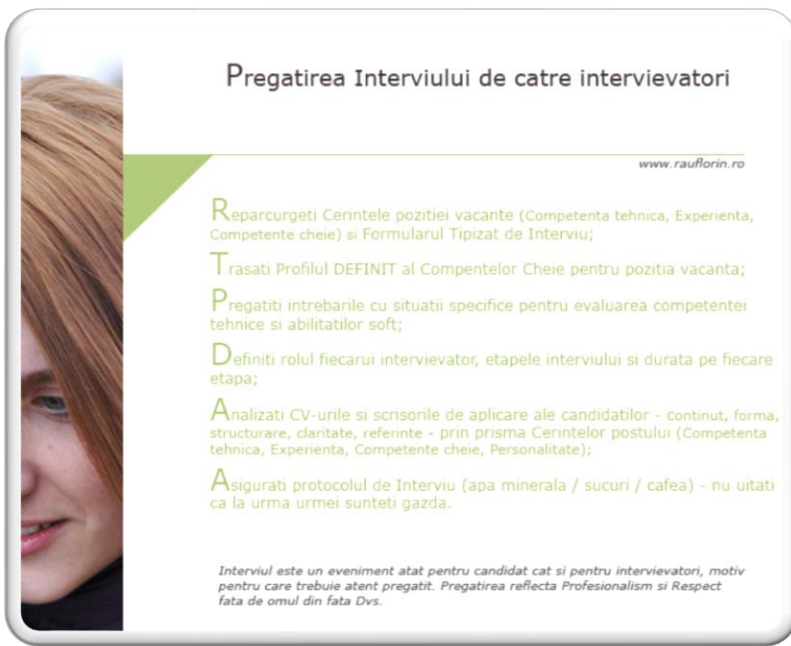 Pregatirea Interviului de catre intervievatori
www.rauflorin.ro
Reparcurgeti Cerintele pozitiei vacante (Competenta tehnica, Experienta,
Competente cheie) si Formularul Tipizat de Interviu;
Trasati Profilul DEFINIT al Compentelor Cheie pentru pozitia vacanta;
Pregatiti intrebarile cu situatii specifice pentru evaluarea competentei
tehnice si abilitatilor soft;
Definiti rolul fiecarui intervievator, etapele interviului si durata pe fiecare
etapa;
Analizati CV-urile si scrisorile de aplicare ale candidatilor - continut, forma,
structurare, claritate, referinte - prin prisma Cerintelor postului (Competenta
tehnica, Experienta, Competente cheie, Personalitate);
Asigurati protocolul de Interviu (apa minerala / sucuri / cafea) - nu uitati
ca la urma urmei sunteti gazda.
Interviul este un eveniment atat pentru candidat cat si pentru intervievatori, motiv
pentru care trebuie atent pregatit. Pregatirea reflecta Profesionalism si Respect
fata de omul din fata Dvs.